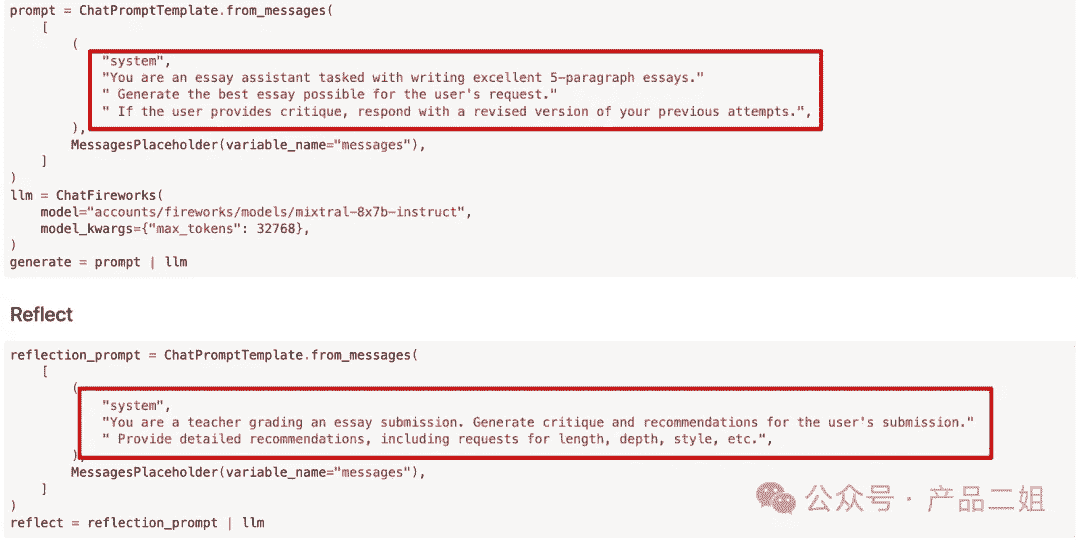 prompt = ChatPromptTemplate.from_messages(
    [
        (
            "system",
            "You are an essay assistant tasked with writing excellent 5-paragraph essays."
            " Generate the best essay possible for the user's request."
            " If the user provides critique, respond with a revised version of your previous attempts.",
        ),
        MessagesPlaceholder(variable_name="messages"),
    ]
)
llm = ChatFireworks(
    model="accounts/fireworks/models/mixtral-8x7b-instruct",
    model_kwargs={"max_tokens": 32768},
)
generate = prompt | llm
Reflect
reflection_prompt = ChatPromptTemplate.from_messages(
    [
        (
            "system",
            "You are a teacher grading an essay submission. Generate critique and recommendations for the user's submission."
            " Provide detailed recommendations, including requests for length, depth, style, etc.",
        ),
        MessagesPlaceholder(variable_name="messages"),
    ]
)
reflect = reflection_prompt | llm
公众号 · 产品二姐